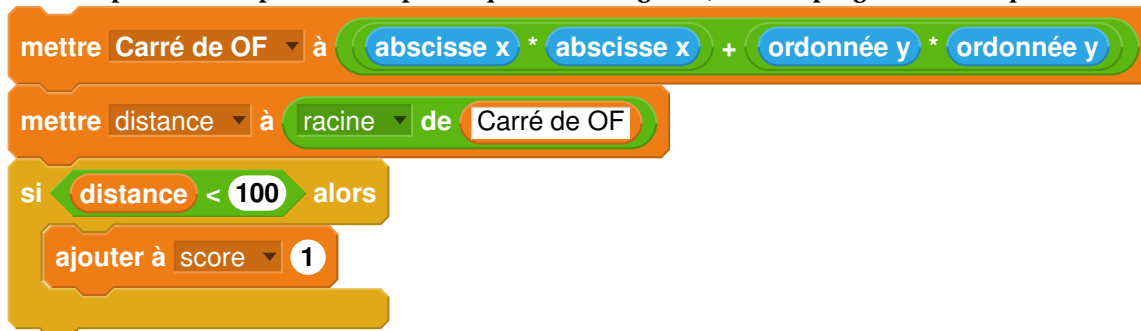 mettre Carré de OF à abscisse x * abscisse x + ordonnée y * ordonnée y
mettre distance à racine de Carré de OF
si distance < 100 alors
ajouter à score 1